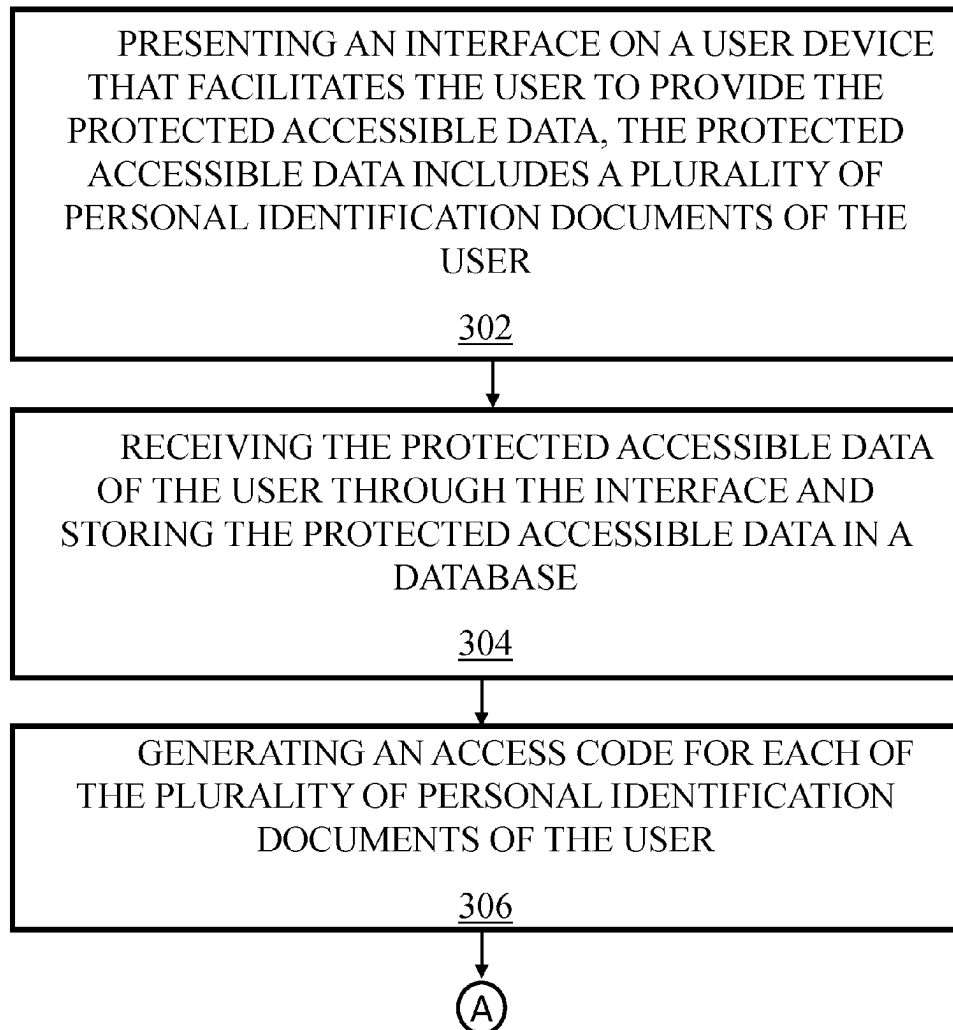 PRESENTING AN INTERFACE ON A USER DEVICE
THAT FACILITATES THE USER TO PROVIDE THE
PROTECTED ACCESSIBLE DATA, THE PROTECTED
ACCESSIBLE DATA INCLUDES A PLURALITY OF
PERSONAL IDENTIFICATION DOCUMENTS OF THE
USER
302
RECEIVING THE PROTECTED ACCESSIBLE DATA
OF THE USER THROUGH THE INTERFACE AND
STORING THE PROTECTED ACCESSIBLE DATA IN A
DATABASE
304
GENERATING AN ACCESS CODE FOR EACH OF
THE PLURALITY OF PERSONAL IDENTIFICATION
DOCUMENTS OF THE USER
306
A